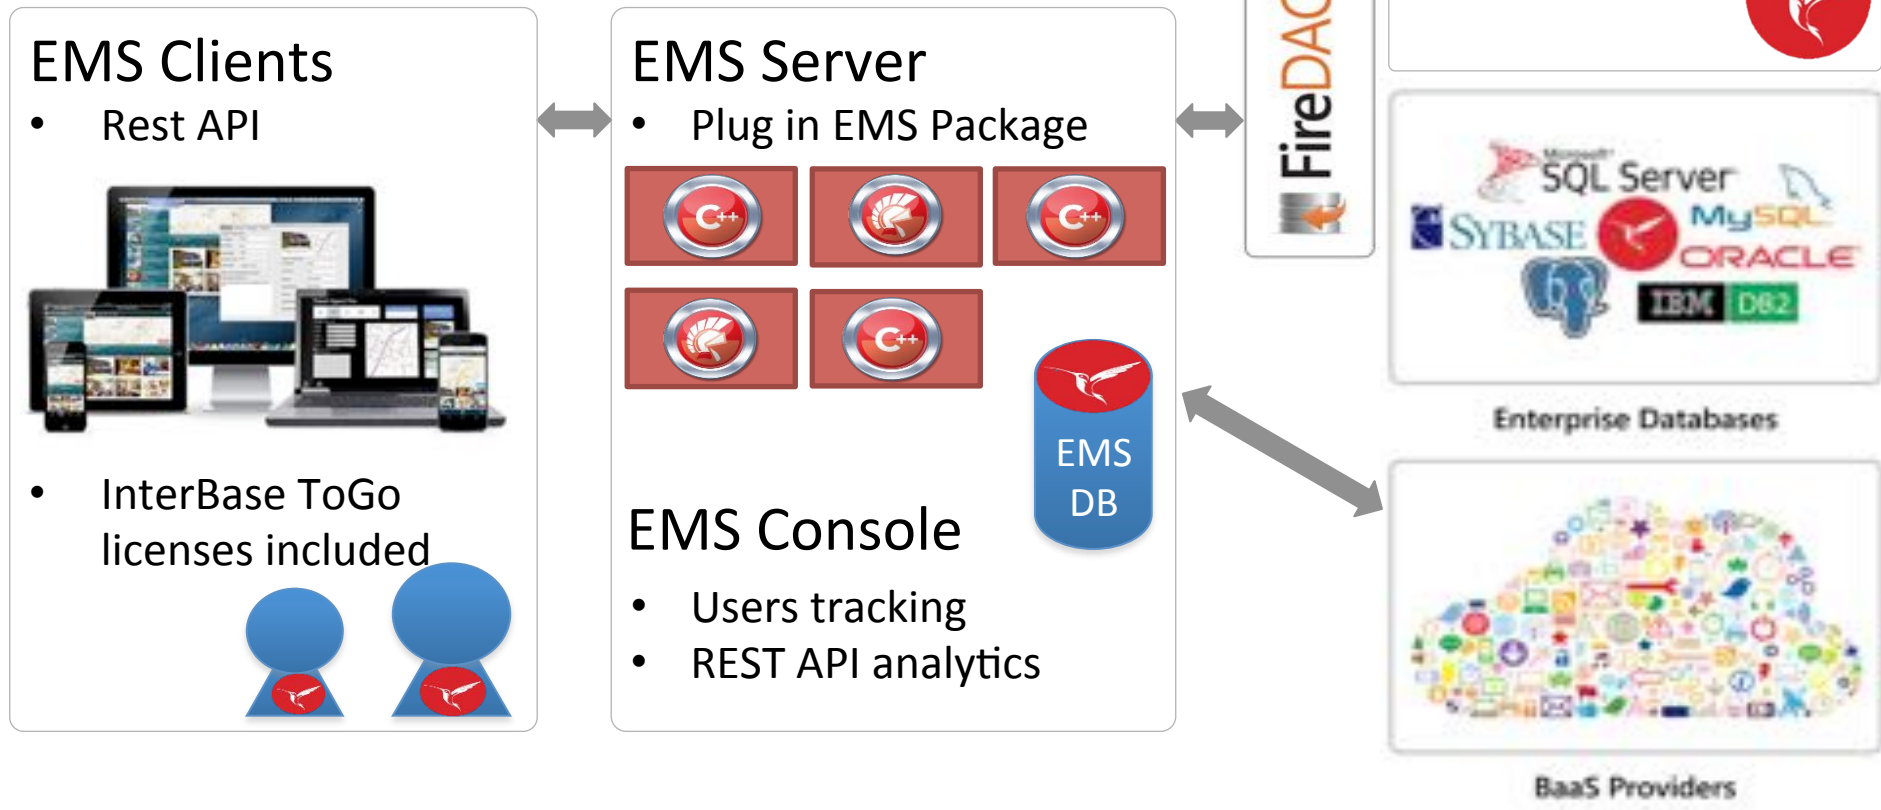 EMS Clients
• Rest API
• InterBase ToGo
licenses included
EMS Server
• Plug in EMS Package
C++
C++
C++
EMS
DB
EMS Console
• Users tracking
• REST API analytics
FireDAC
Microsoft
SQL Server
SYBASE
MySQL
ORACLE
IBM DB2
Enterprise Databases
BaaS Providers